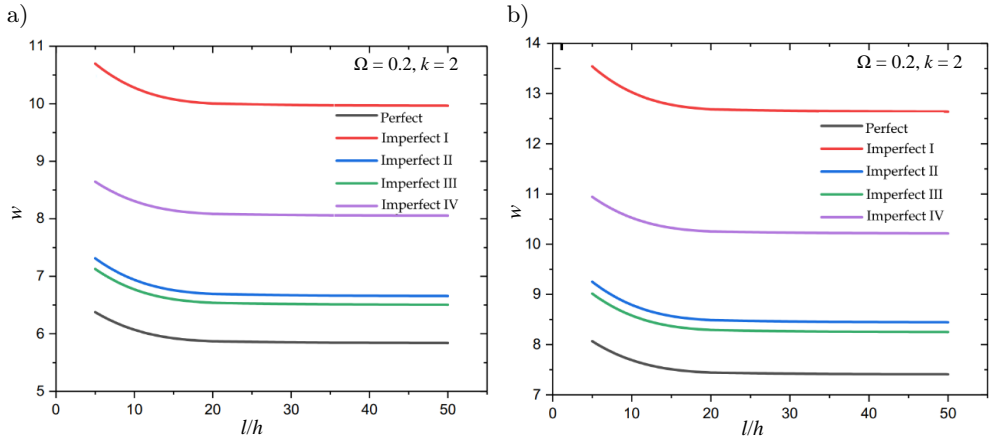 a)
11
10
9
8
7
6
5
w
0
10
20
30
40
50
l/h
Ω = 0.2, k = 2
Perfect
Imperfect I
Imperfect II
Imperfect III
Imperfect IV
b)
14
13
12
11
10
9
8
7
w
0
10
20
30
40
50
l/h
Ω = 0.2, k = 2
Perfect
Imperfect I
Imperfect II
Imperfect III
Imperfect IV